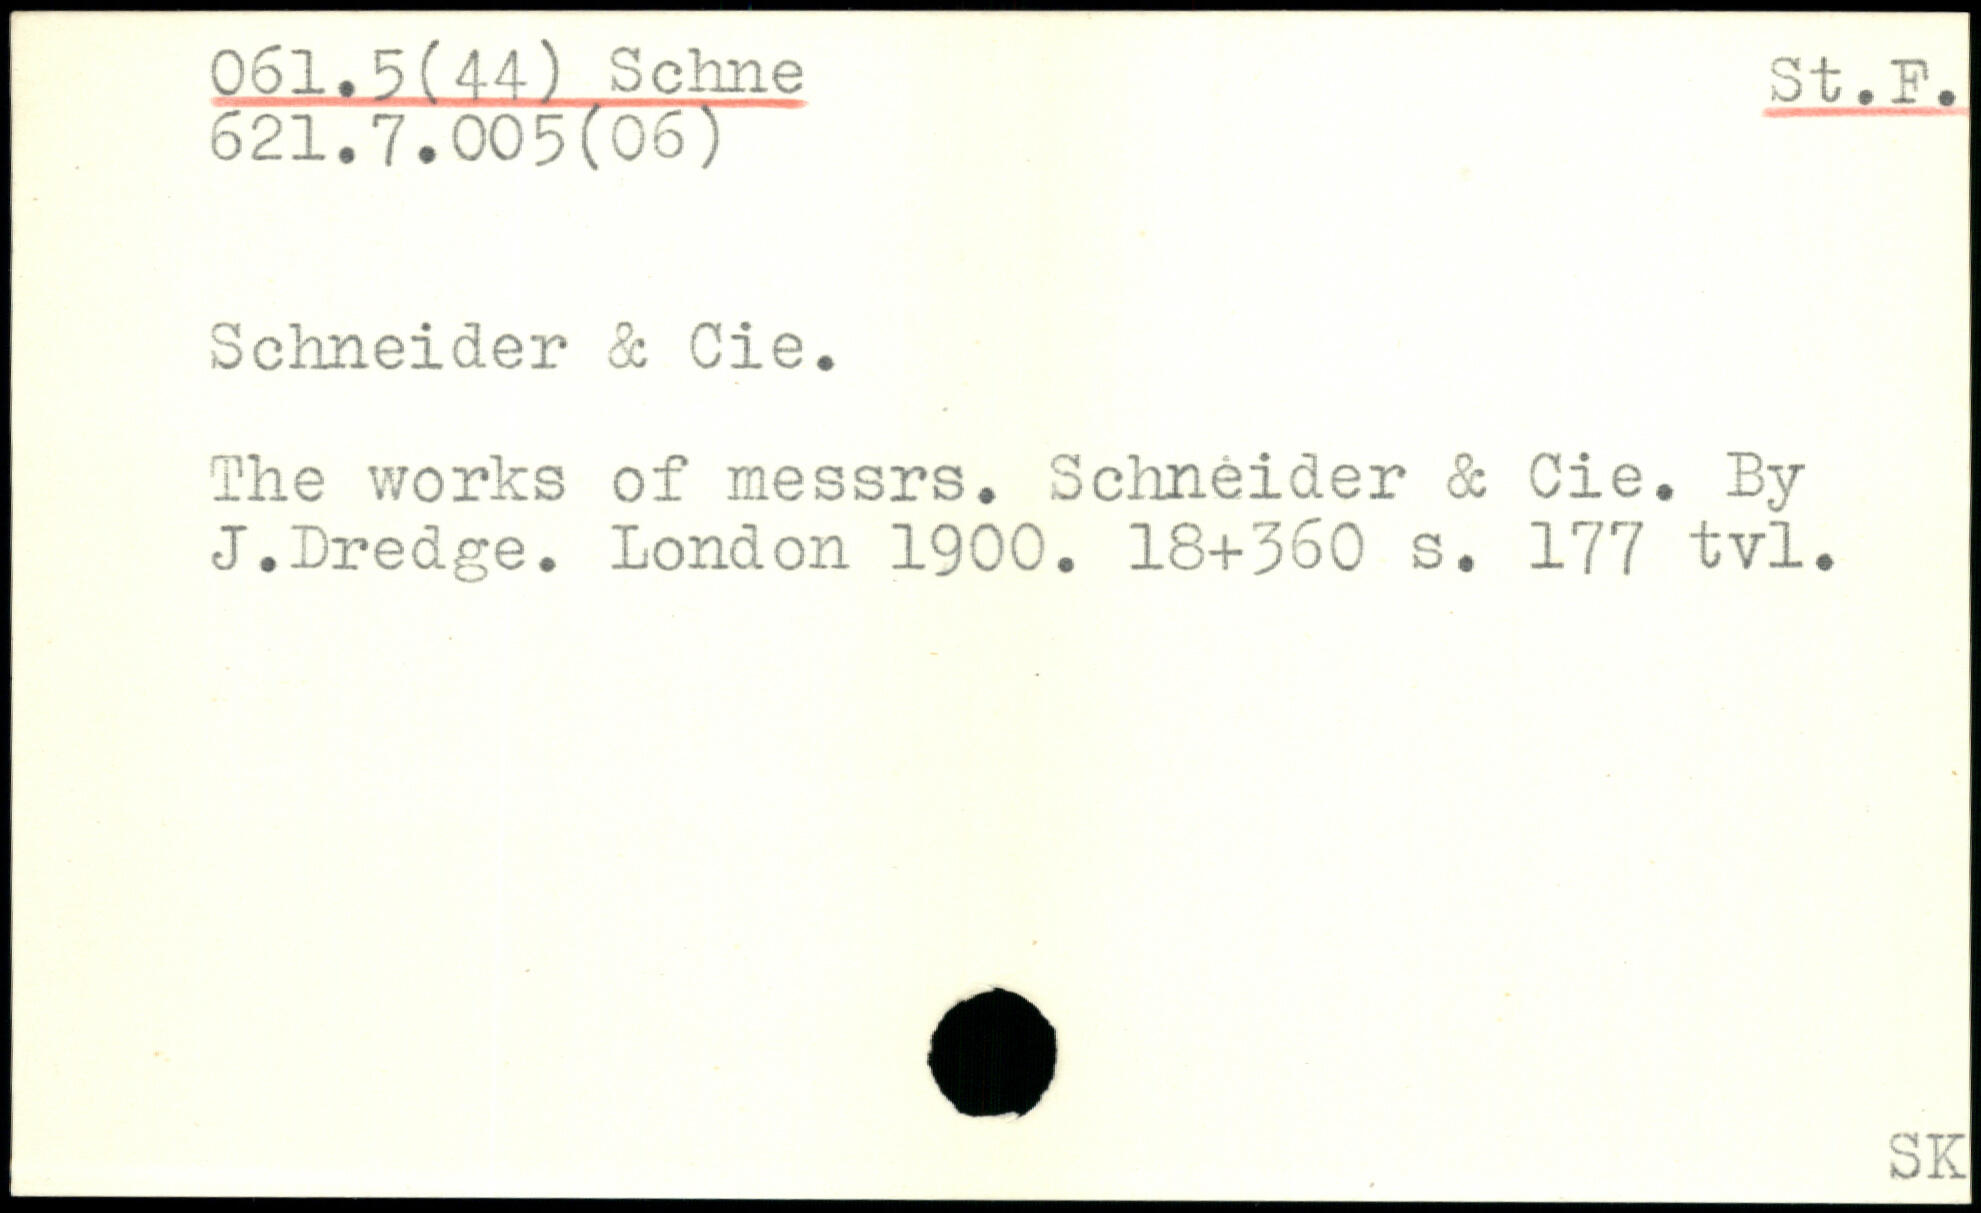 061.5(44) Schne St.F.
621.7.005(06)
Schneider & Cie.
The works of messrs. Schneider & Cie. By
J.Dredge. London 1900. 18+360 s. 177 tvl.
SK